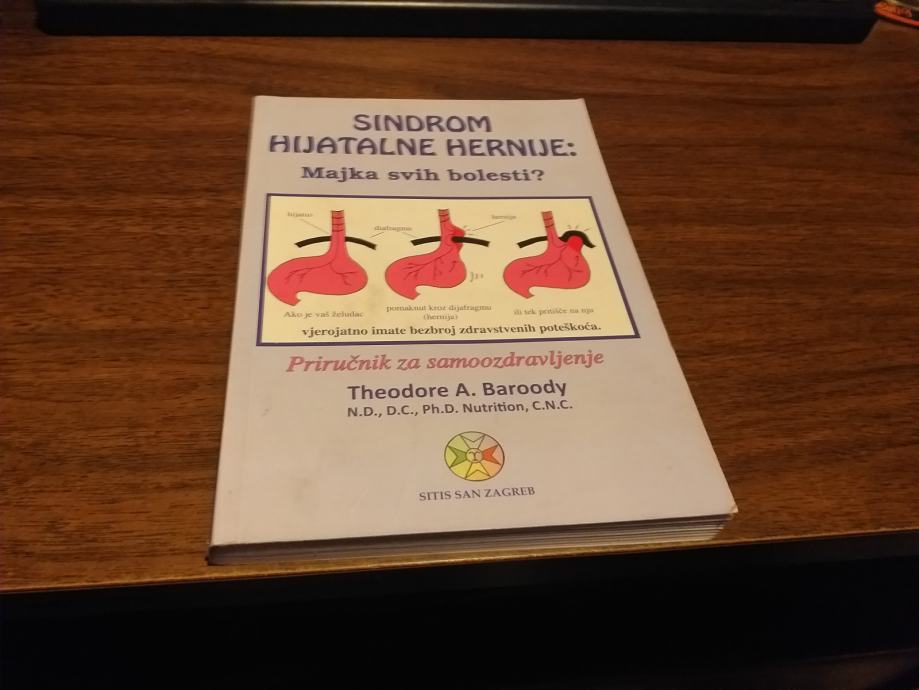 SINDROM
HIJATALNE HERNIJE:
Majka svih bolesti?
hijatus
dijafragma
hernija
Ako je vaš želudac
pomaknut kroz dijafragmu
(hernija)
ili tek pritišče na nju
vjerojatno imate bezbroj zdravstvenih poteškoća.
Priručnik za samoozdravljenje
Theodore A. Baroody
N.D., D.C., Ph.D. Nutrition, C.N.C.
SITIS SAN ZAGREB